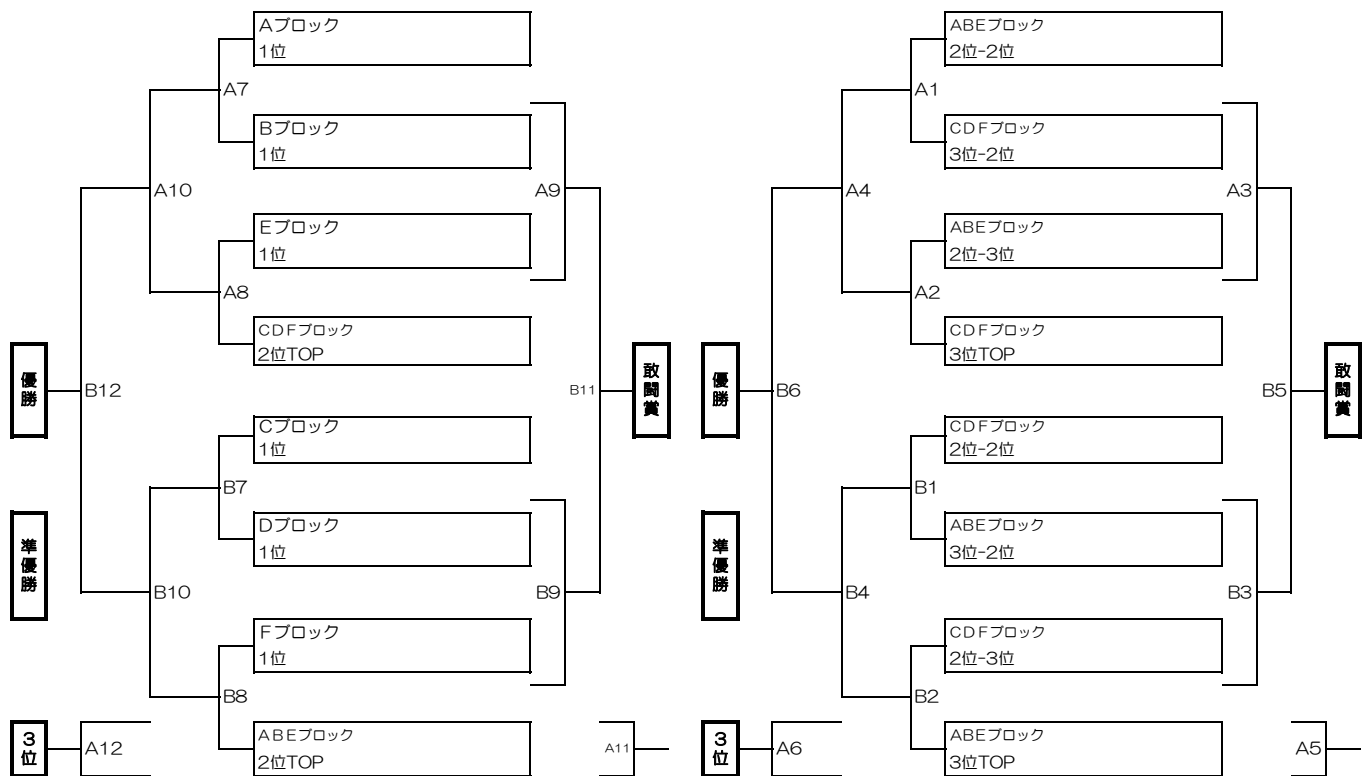 Aブロック
1位
A7
Bブロック
1位
A10
A9
Eブロック
1位
A8
CDFブロック
2位TOP
優勝
B12
B11
敢闘賞
Cブロック
1位
B7
Dブロック
1位
準優勝
B10
B9
Fブロック
1位
B8
ABEブロック
2位TOP
3位
A12
A11
ABEブロック
2位-2位
A1
CDFブロック
3位-2位
A4
A3
ABEブロック
2位-3位
A2
CDFブロック
3位TOP
優勝
B6
B5
敢闘賞
CDFブロック
2位-2位
B1
ABEブロック
3位-2位
準優勝
B4
B3
CDFブロック
2位-3位
B2
ABEブロック
3位TOP
3位
A6
A5